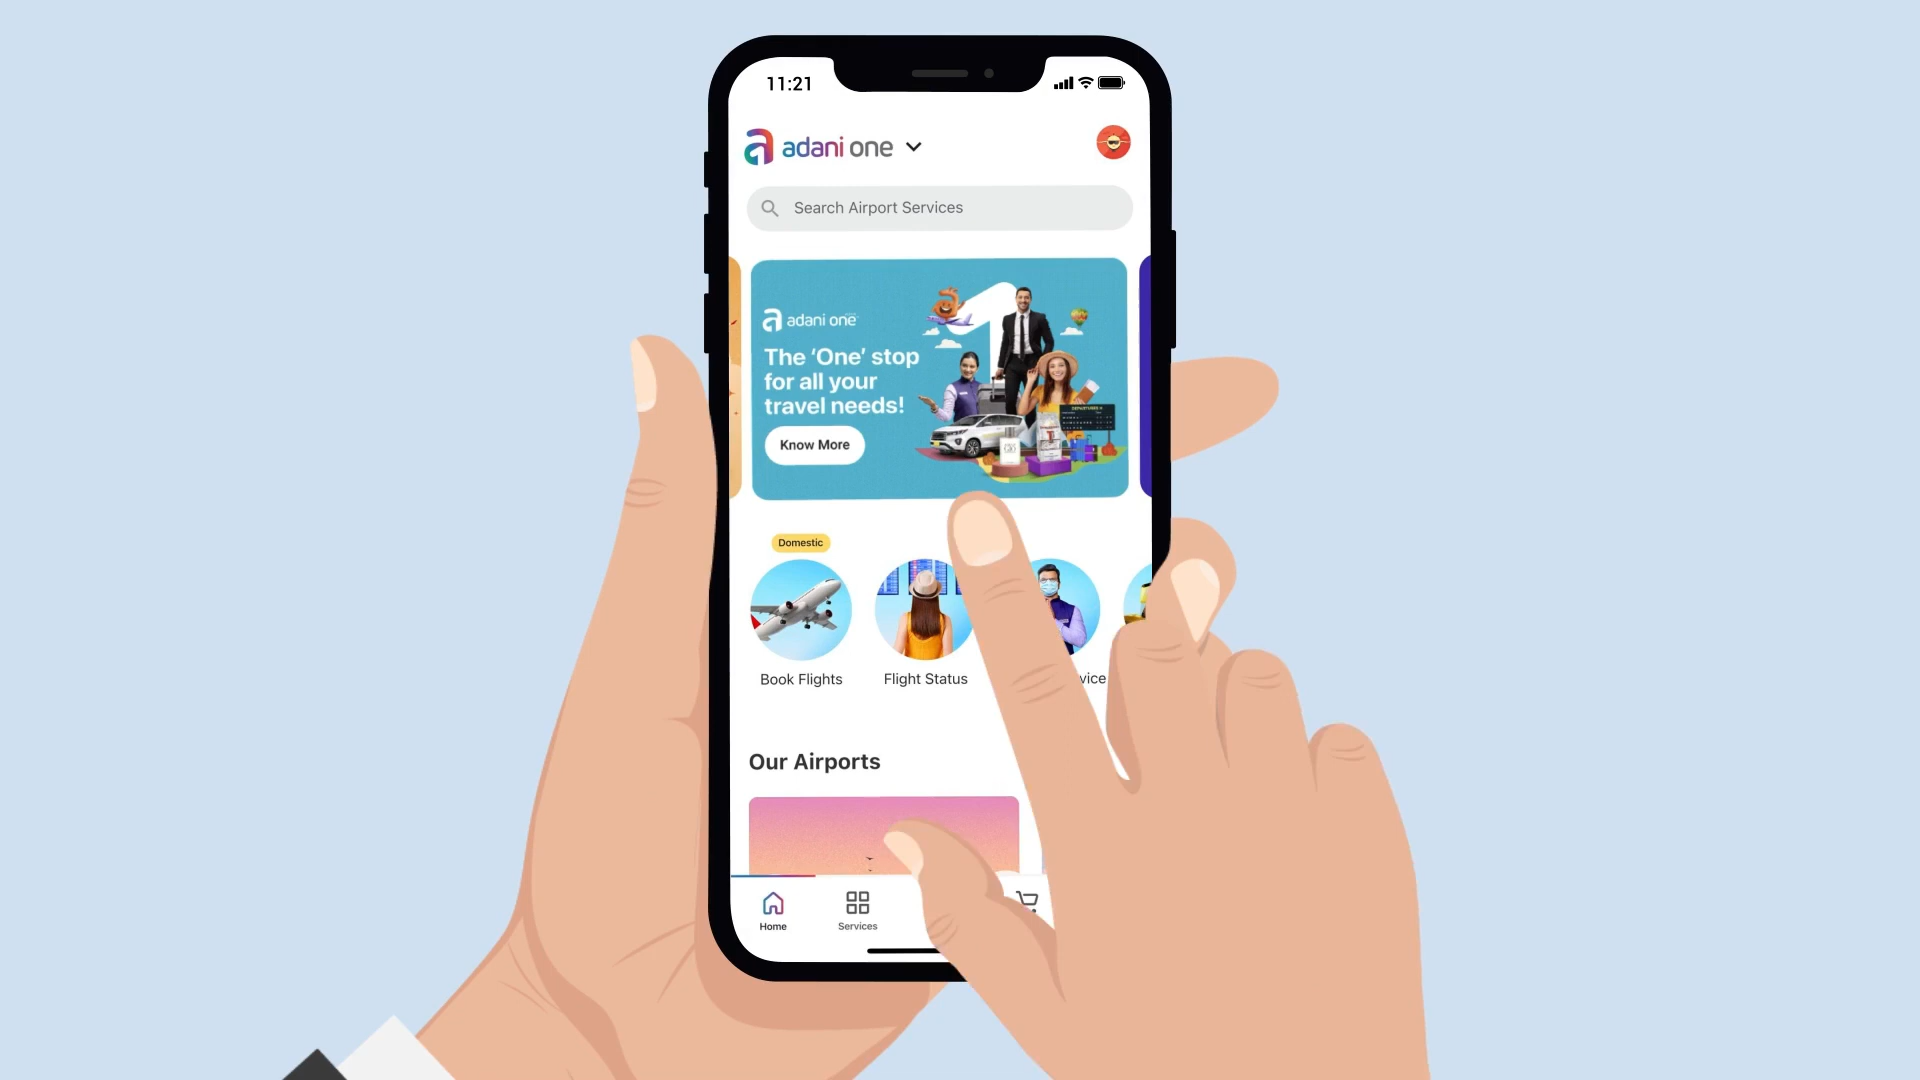 11:21
adani one
Search Airport Services
adani one
The ‘One’ stop
for all your
travel needs!
Know More
DEPARTURES
Domestic
Book Flights
Flight Status
vice
Our Airports
Home
Services